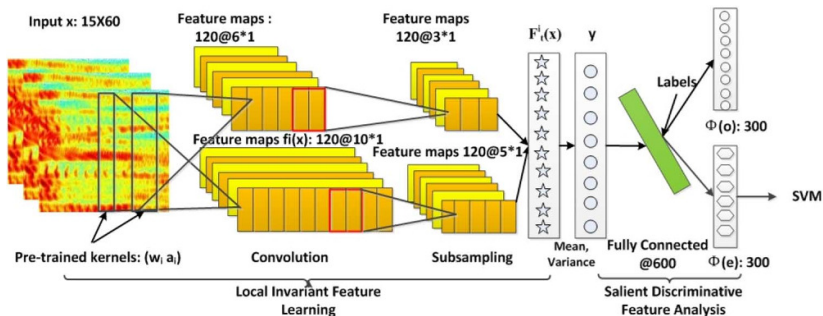 Input x: 15X60
Feature maps :
120@6*1
Feature maps
120@3*1
F_t^i(x)
y
Labels
Φ(o): 300
Feature maps fi(x): 120@10*1
Feature maps 120@5*1
SVM
Pre-trained kernels: (wᵢ aᵢ)
Convolution
Subsampling
Mean,
Variance
Fully Connected
@600
Φ(e): 300
Local Invariant Feature
Learning
Salient Discriminative
Feature Analysis